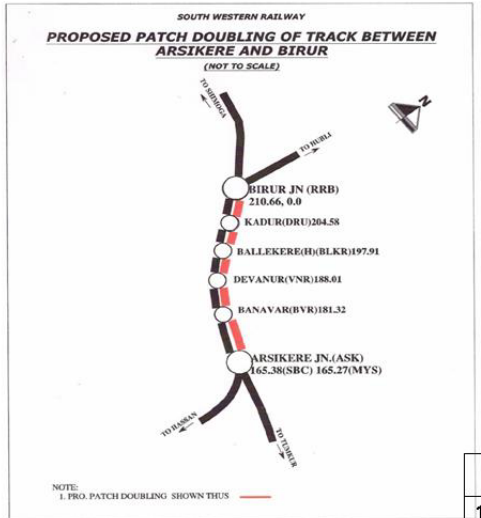 SOUTH WESTERN RAILWAY
PROPOSED PATCH DOUBLING OF TRACK BETWEEN
ARSIKERE AND BIRUR
(NOT TO SCALE)
TO SHIMOGA
N
TO HUBLI
BIRUR JN (RRB)
210.66, 0.0
KADUR(DRU)204.58
BALLEKERE(H)(BLKR)197.91
DEVANUR(VNR)188.01
BANAVAR(BVR)181.32
ARSIKERE JN.(ASK)
165.38(SBC) 165.27(MYS)
TO HASSAN
TO TUMKUR
NOTE:
1. PRO. PATCH DOUBLING SHOWN THUS
1